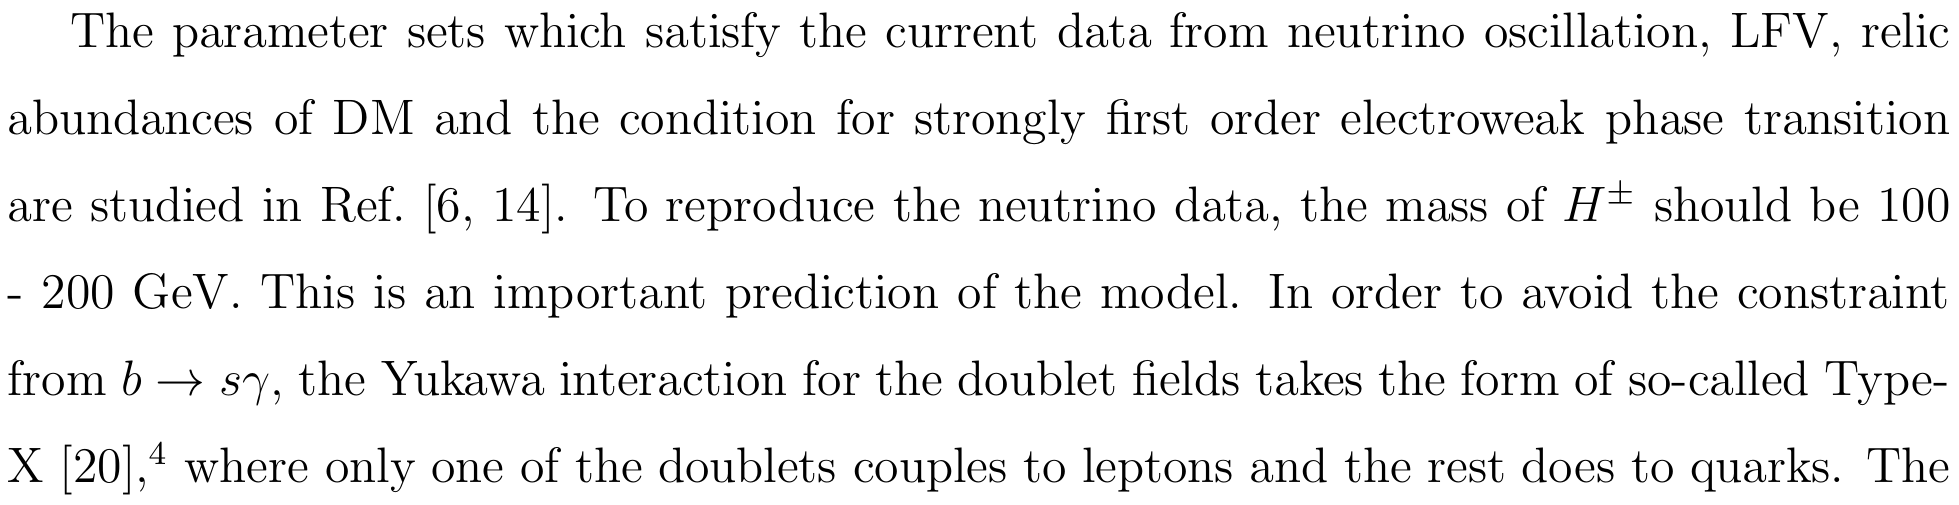 The parameter sets which satisfy the current data from neutrino oscillation, LFV, relic
abundances of DM and the condition for strongly first order electroweak phase transition
are studied in Ref. [6, 14]. To reproduce the neutrino data, the mass of H± should be 100
- 200 GeV. This is an important prediction of the model. In order to avoid the constraint
from b → sγ, the Yukawa interaction for the doublet fields takes the form of so-called Type-
X [20],⁴ where only one of the doublets couples to leptons and the rest does to quarks. The